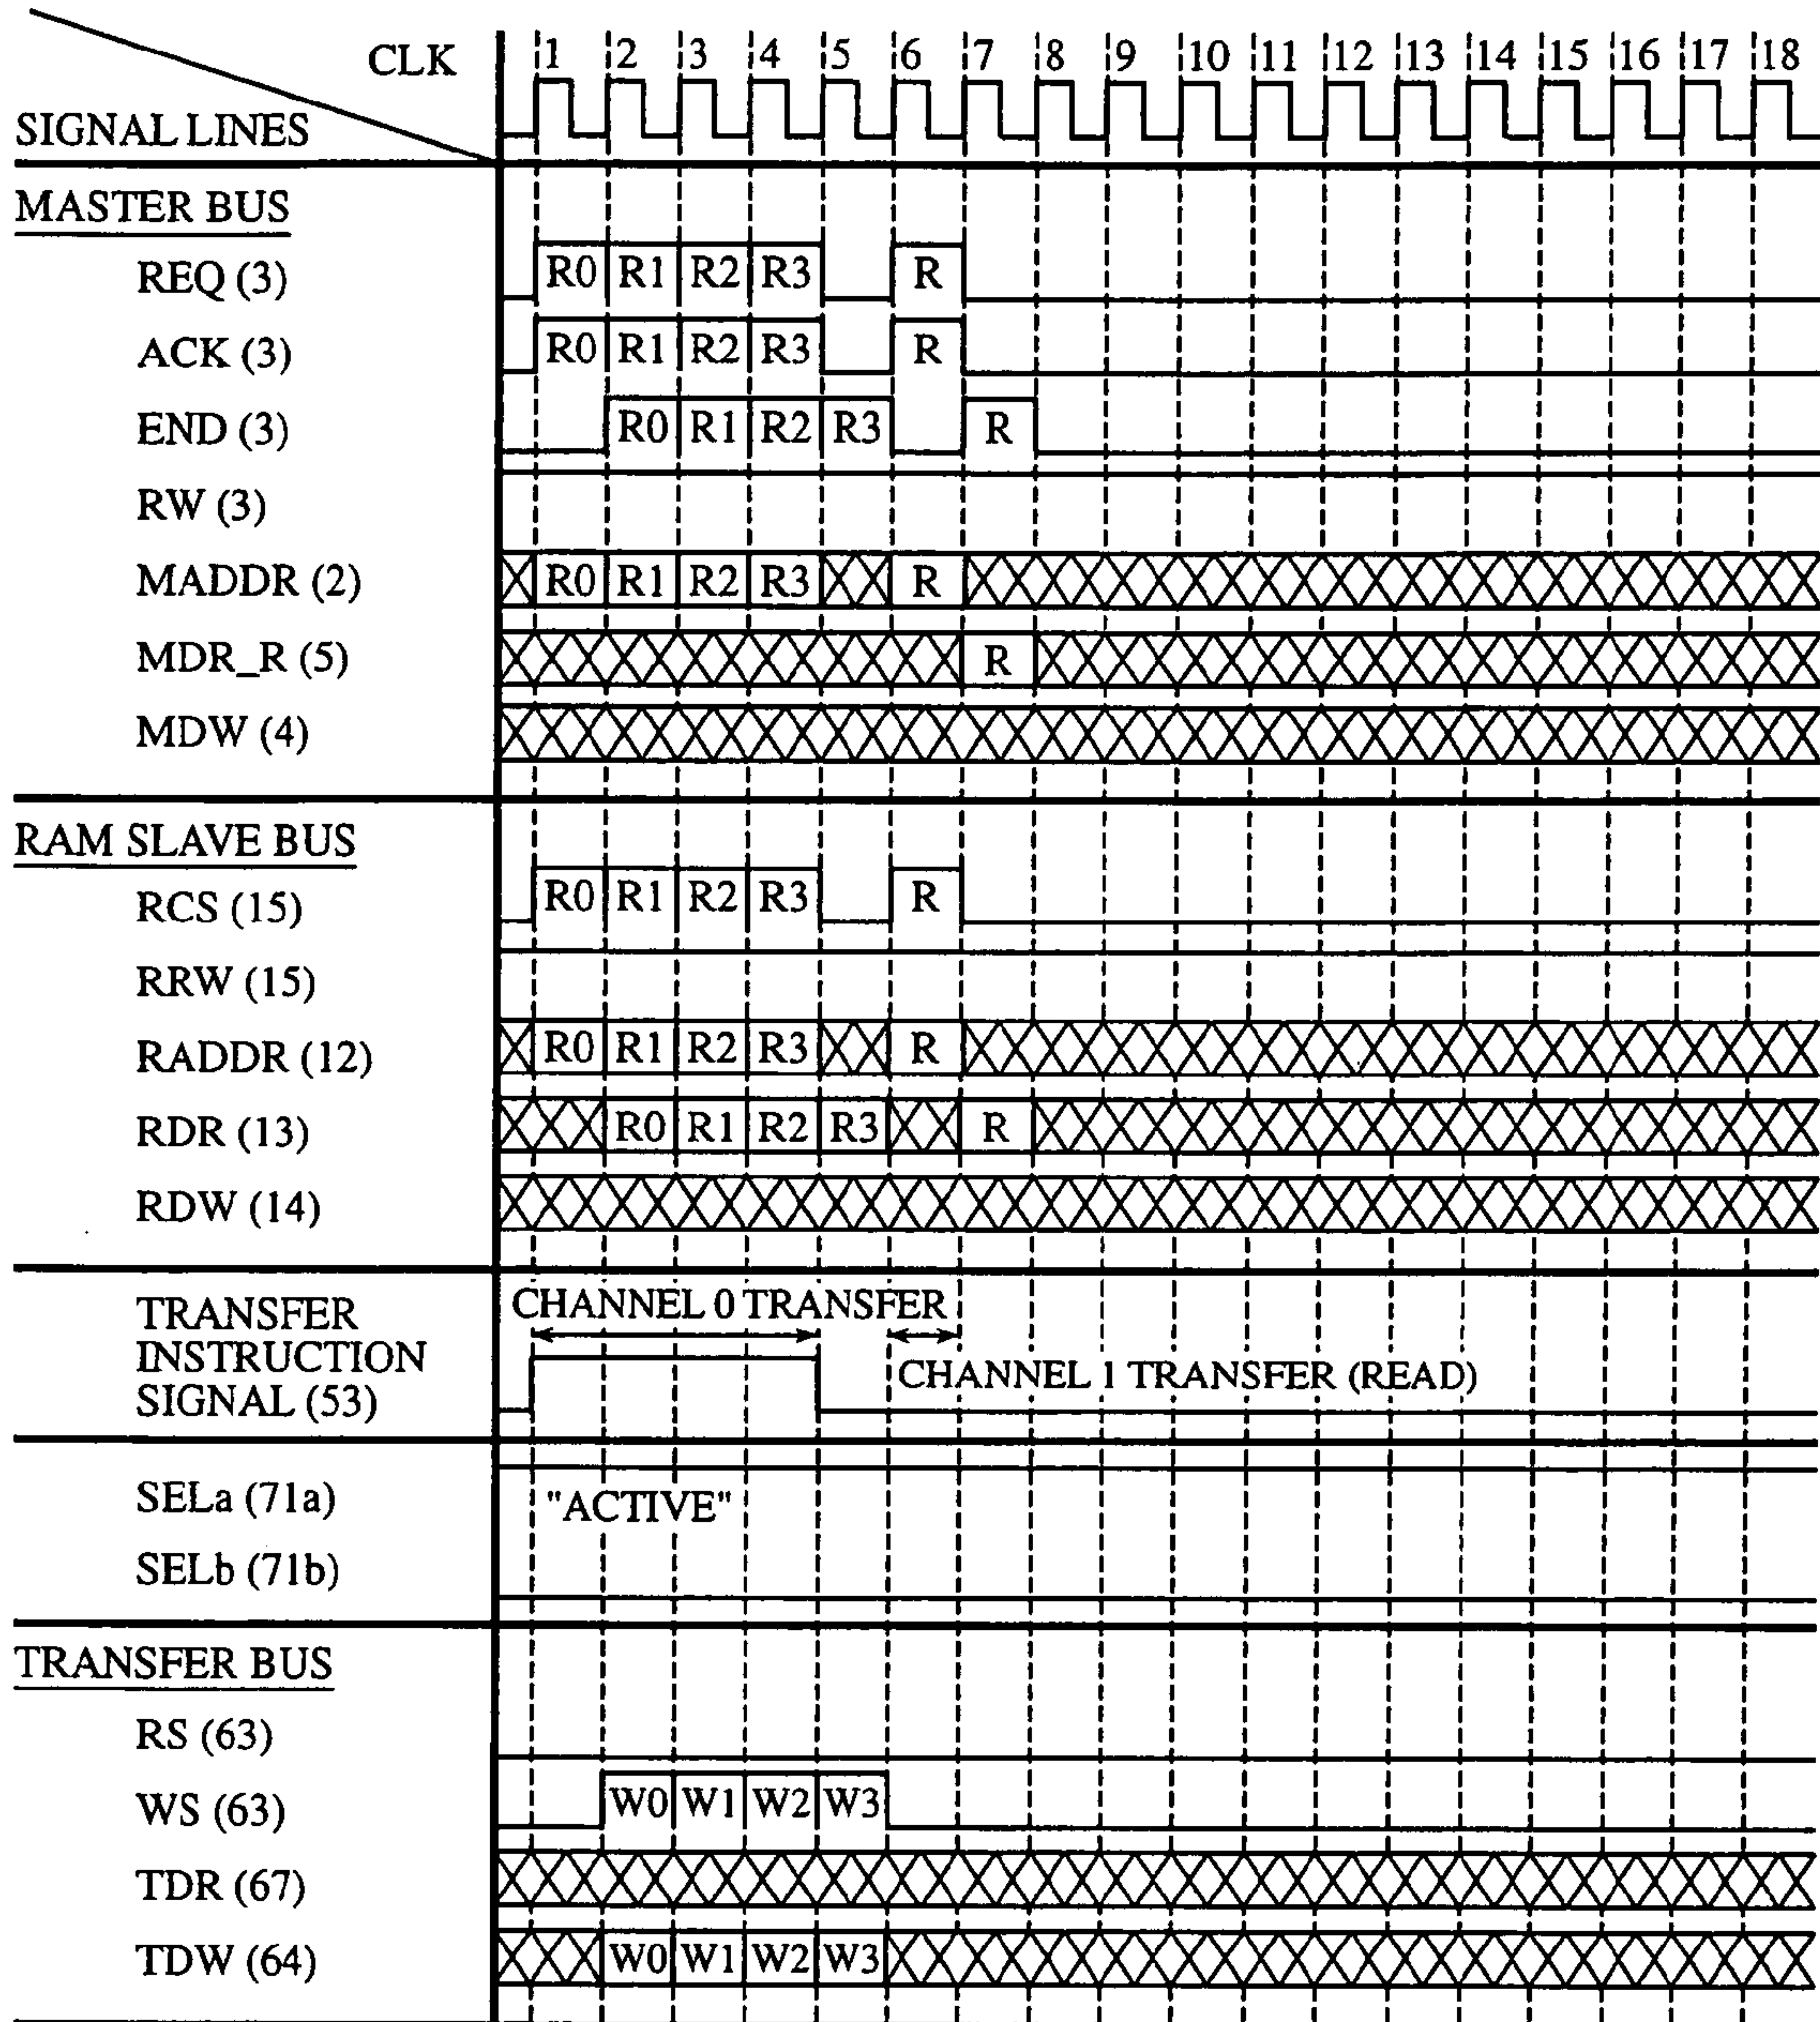 CLK 1 2 3 4 5 6 7 8 9 10 11 12 13 14 15 16 17 18
SIGNAL LINES
MASTER BUS
REQ (3) R0 R1 R2 R3 R
ACK (3) R0 R1 R2 R3 R
END (3) R0 R1 R2 R3 R
RW (3)
MADDR (2) R0 R1 R2 R3 R
MDR_R (5) R
MDW (4)
RAM SLAVE BUS
RCS (15) R0 R1 R2 R3 R
RRW (15)
RADDR (12) R0 R1 R2 R3 R
RDR (13) R0 R1 R2 R3 R
RDW (14)
TRANSFER
INSTRUCTION
SIGNAL (53)
CHANNEL 0 TRANSFER
CHANNEL 1 TRANSFER (READ)
SELa (71a)
"ACTIVE"
SELb (71b)
TRANSFER BUS
RS (63)
WS (63) W0 W1 W2 W3
TDR (67)
TDW (64) W0 W1 W2 W3